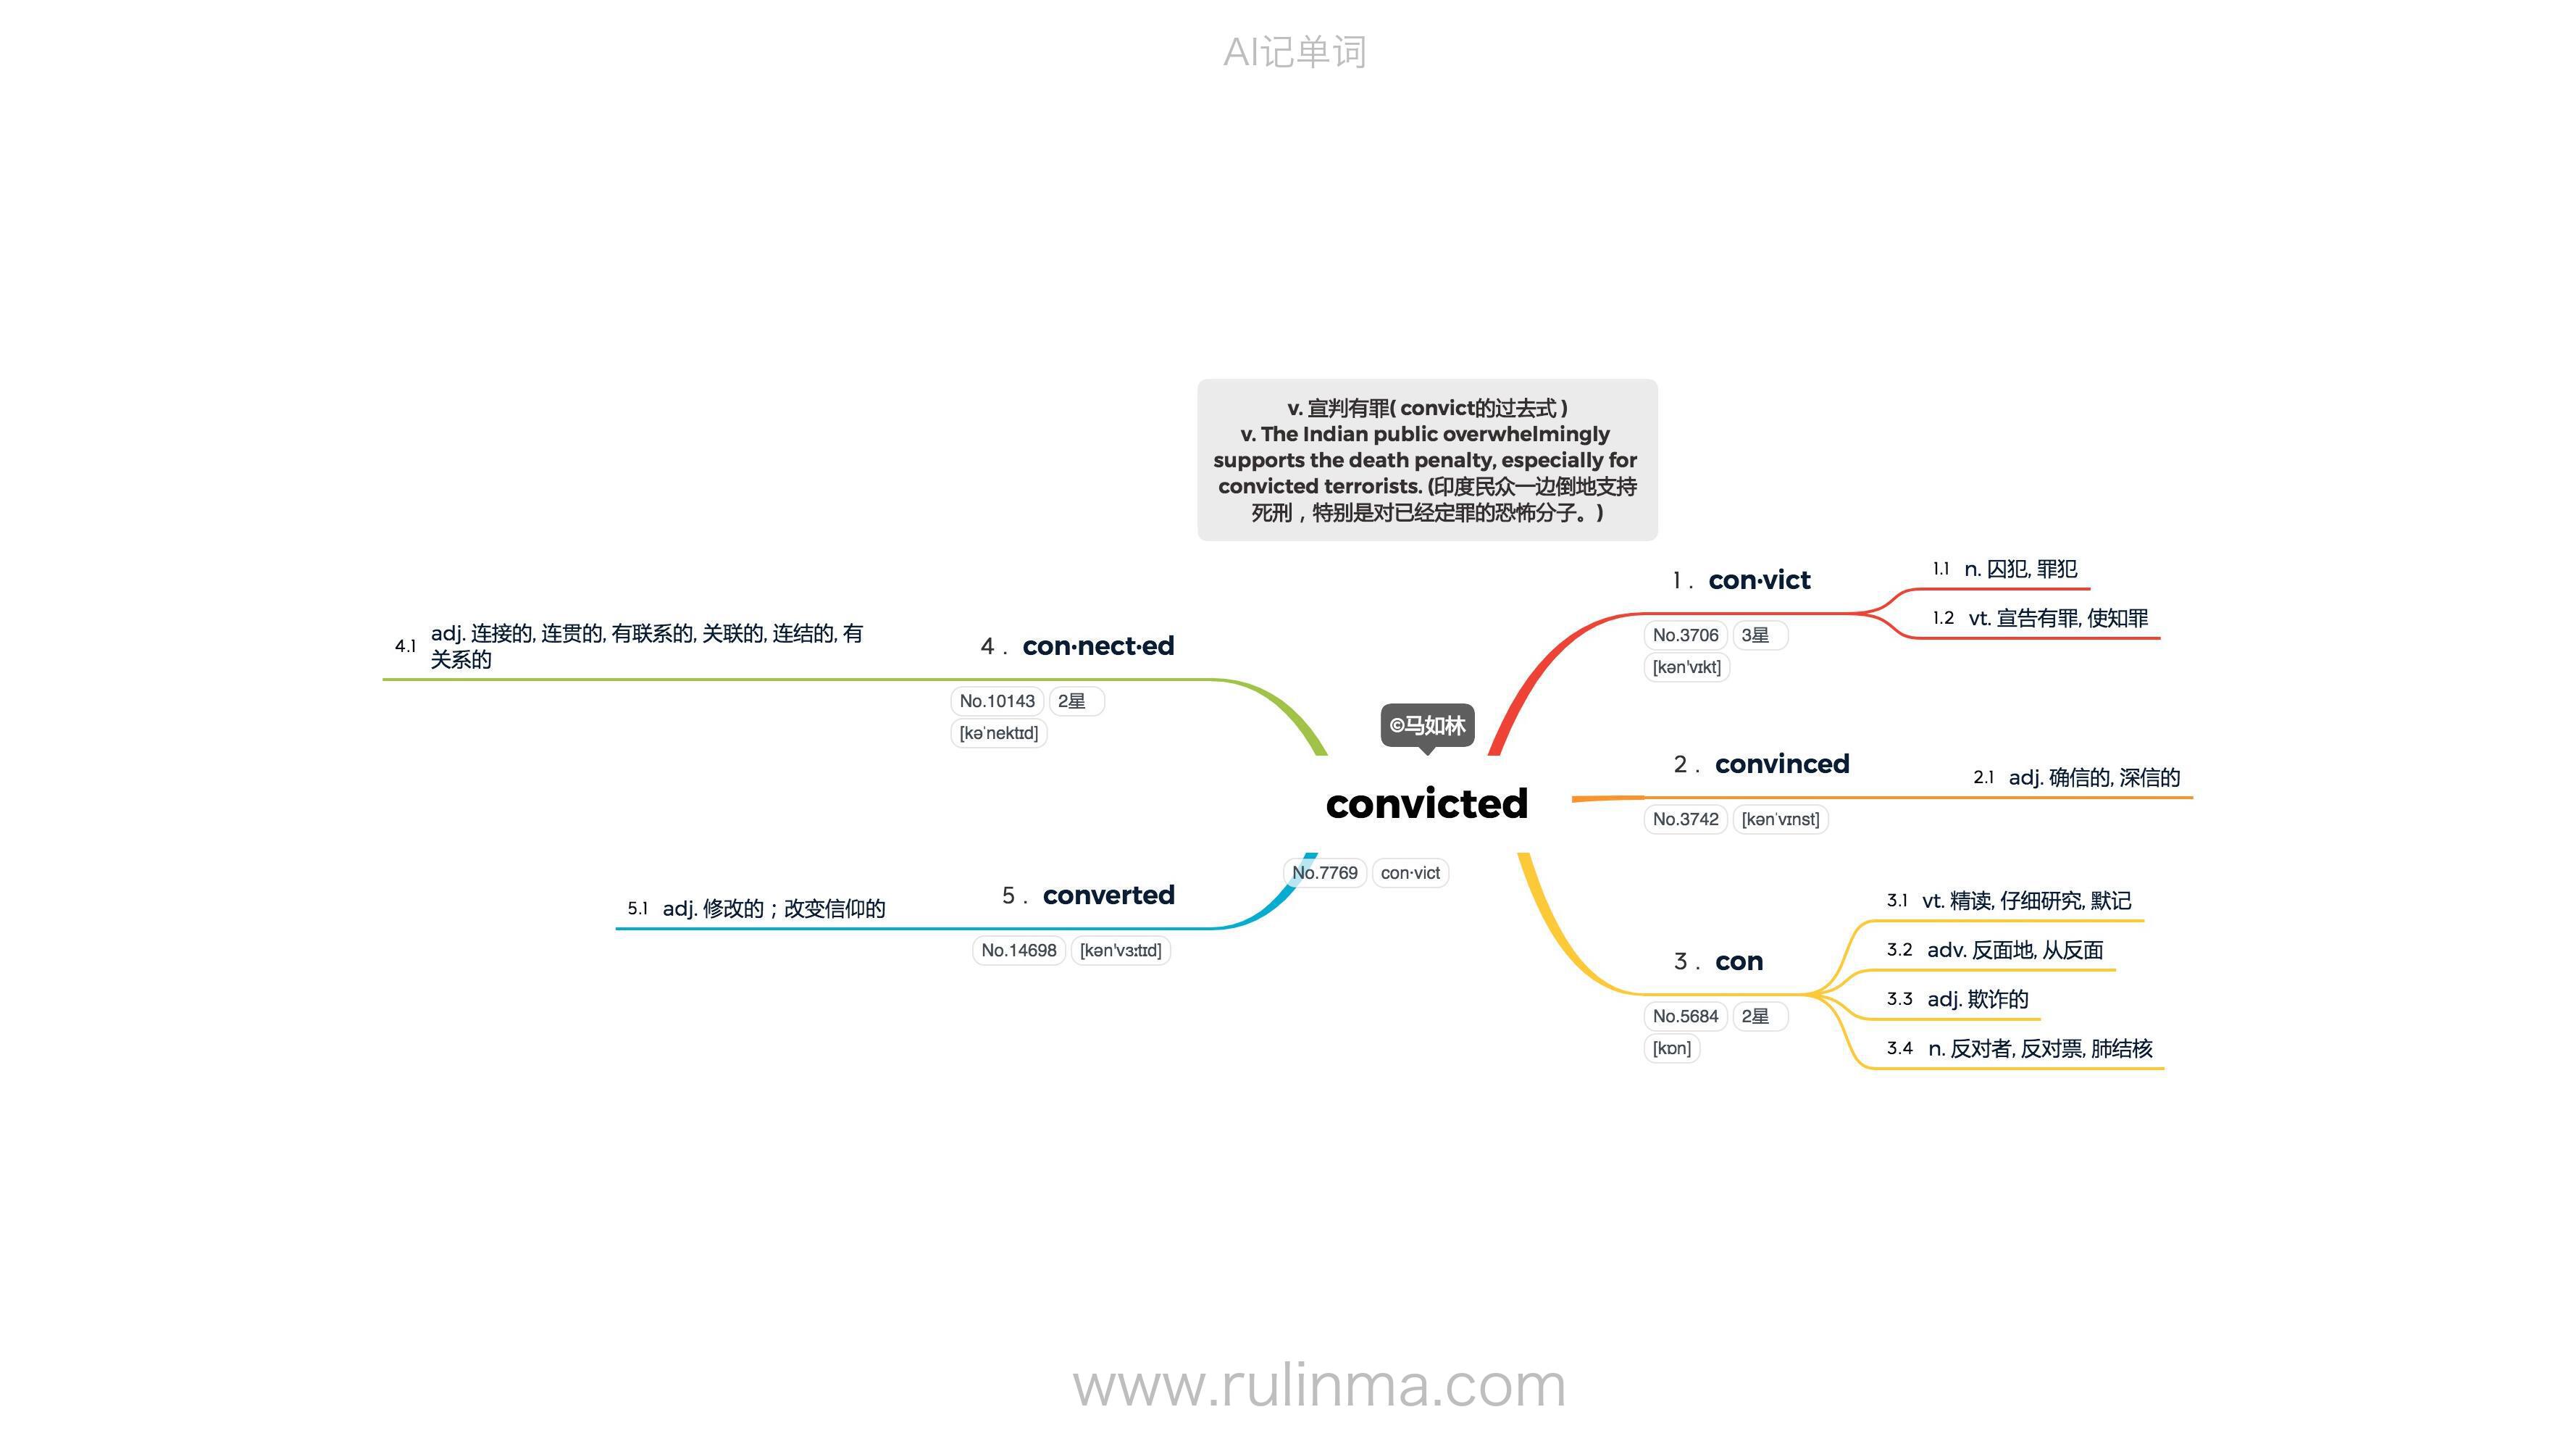 AI记单词
v. 宣判有罪( convict的过去式 )
v. The Indian public overwhelmingly
supports the death penalty, especially for
convicted terrorists. (印度民众一边倒地支持
死刑，特别是对已经定罪的恐怖分子。)
©马如林
convicted
No.7769 con·vict
1 . con·vict
No.3706 3星
[kən'vɪkt]
1.1 n. 囚犯, 罪犯
1.2 vt. 宣告有罪, 使知罪
2 . convinced
No.3742 [kənˈvɪnst]
2.1 adj. 确信的, 深信的
3 . con
No.5684 2星
[kɒn]
3.1 vt. 精读, 仔细研究, 默记
3.2 adv. 反面地, 从反面
3.3 adj. 欺诈的
3.4 n. 反对者, 反对票, 肺结核
4 . con·nect·ed
No.10143 2星
[kəˈnektɪd]
4.1 adj. 连接的, 连贯的, 有联系的, 关联的, 连结的, 有
关系的
5 . converted
No.14698 [kən'vɜːtɪd]
5.1 adj. 修改的；改变信仰的
www.rulinma.com